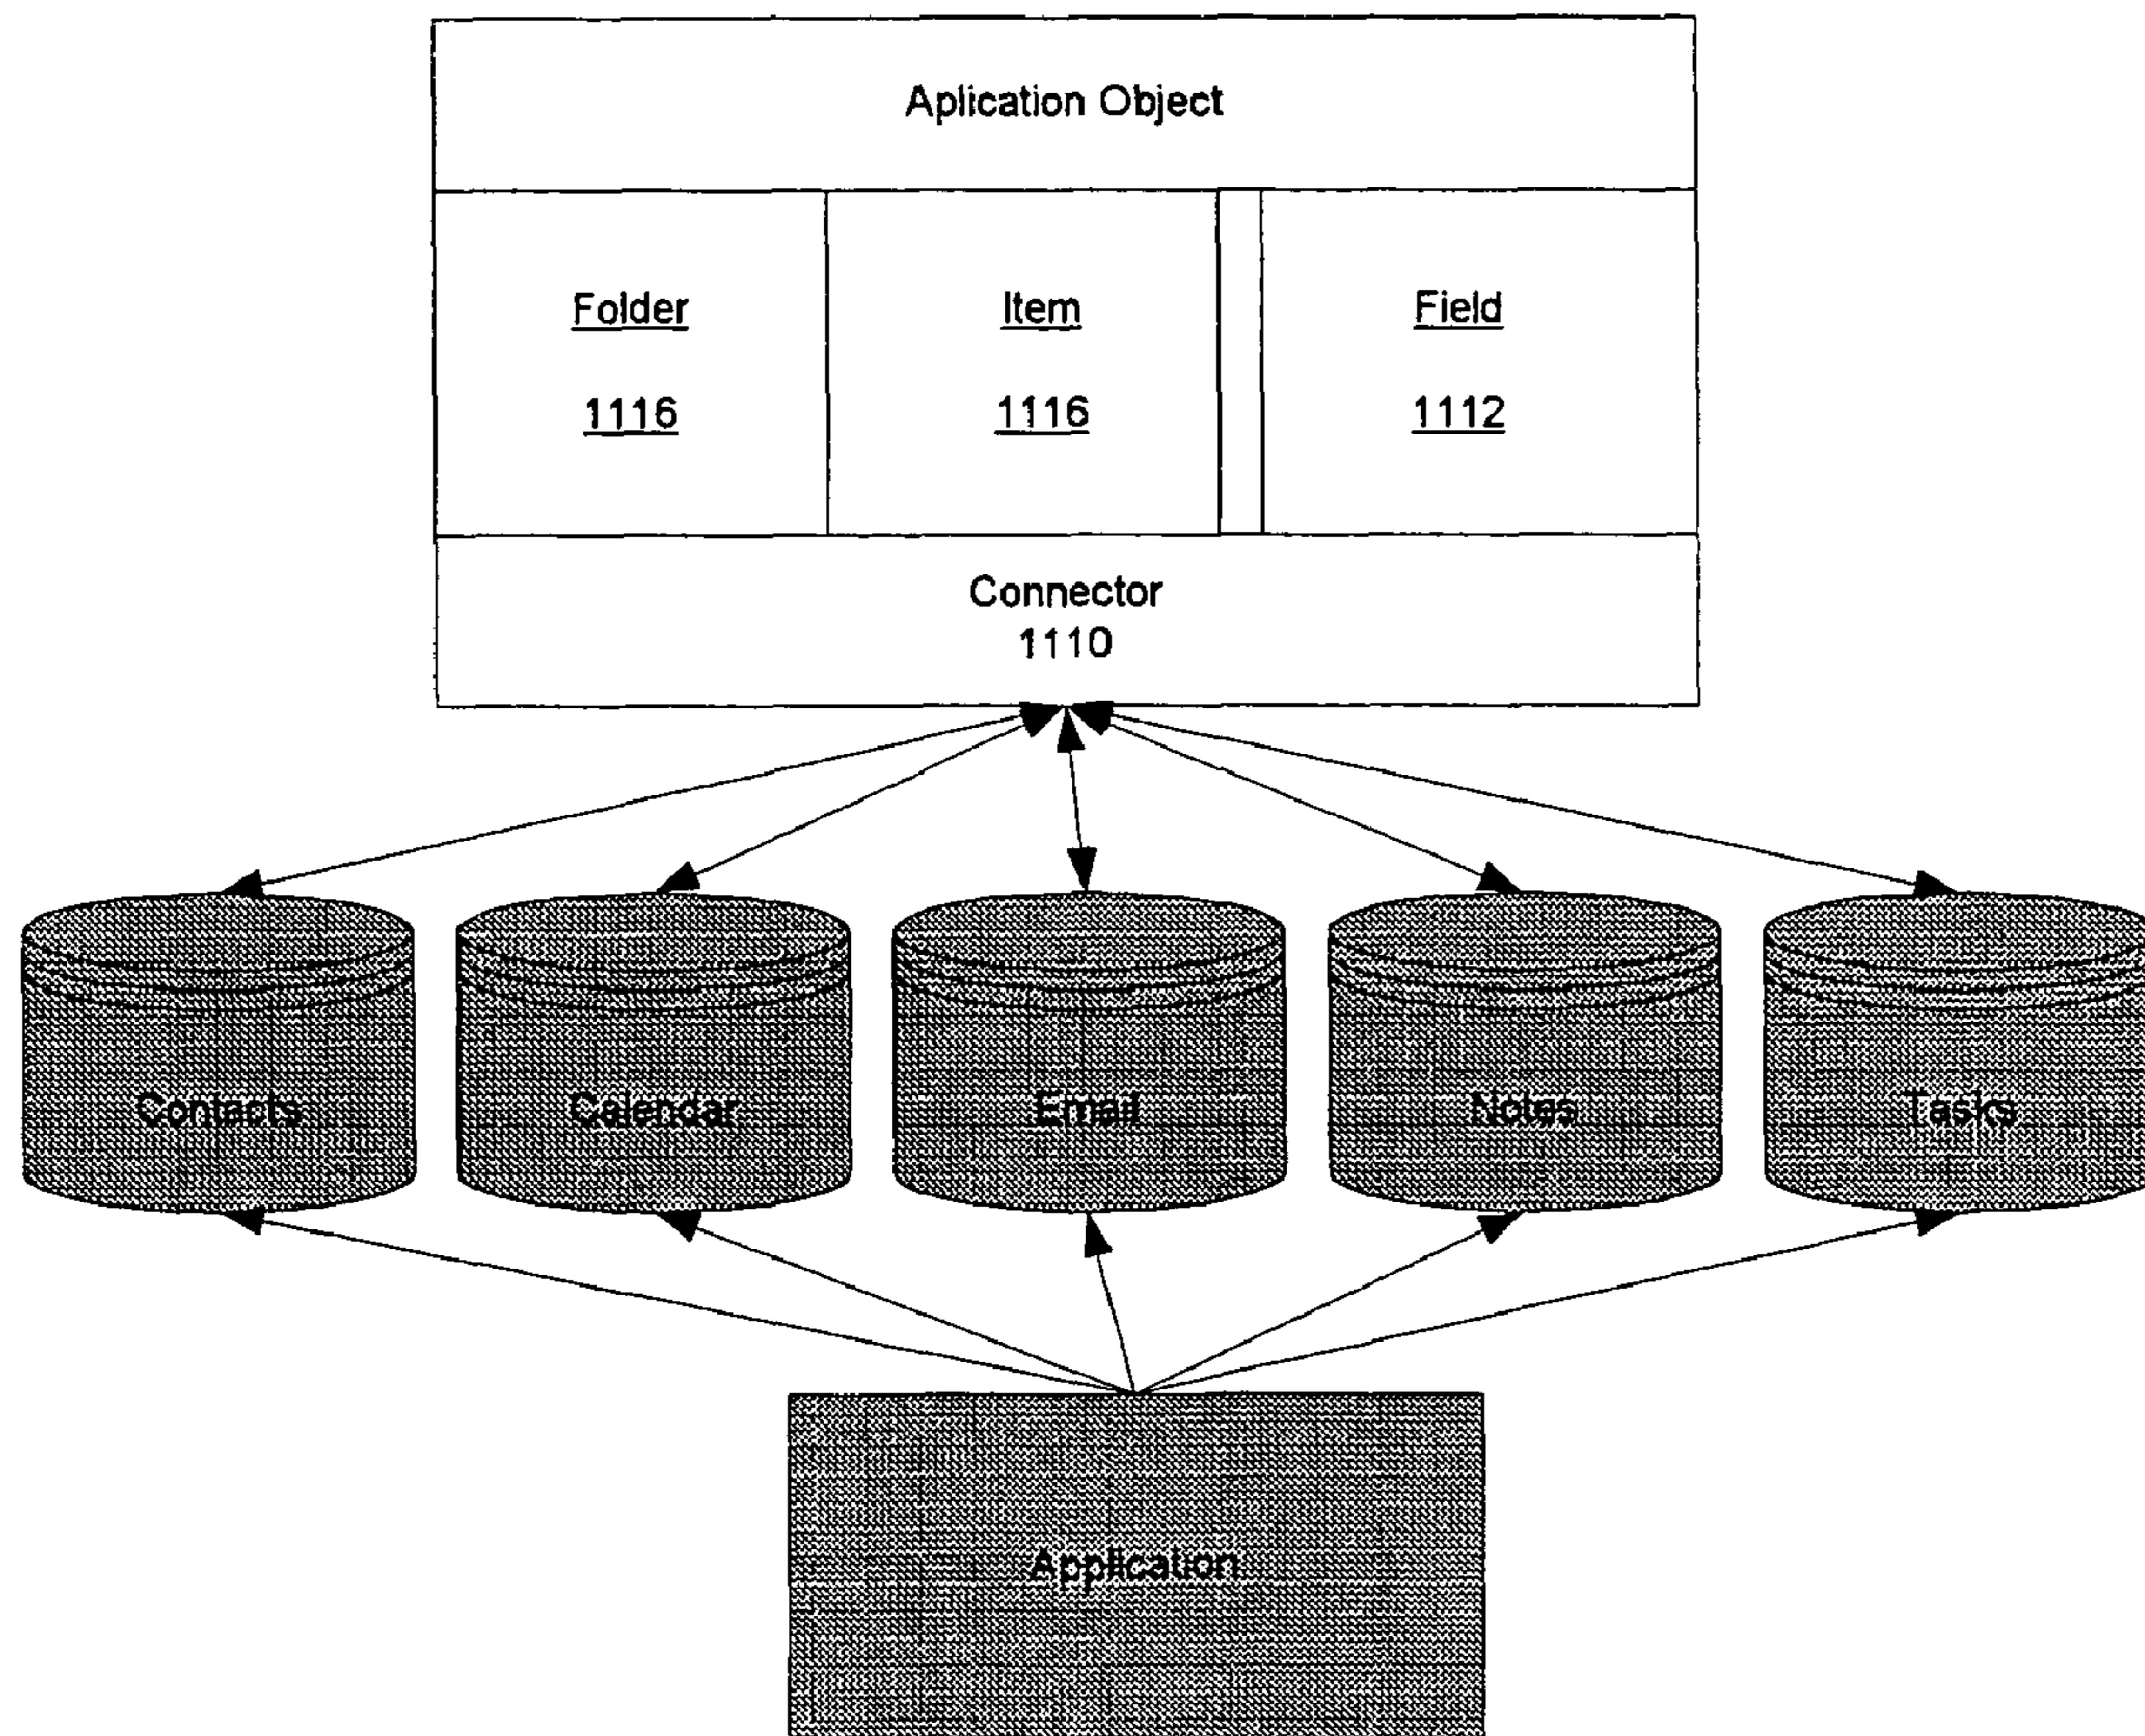 Aplication Object
Folder
1116
Item
1116
Field
1112
Connector
1110
Contacts
Calendar
Email
Notes
Tasks
Application